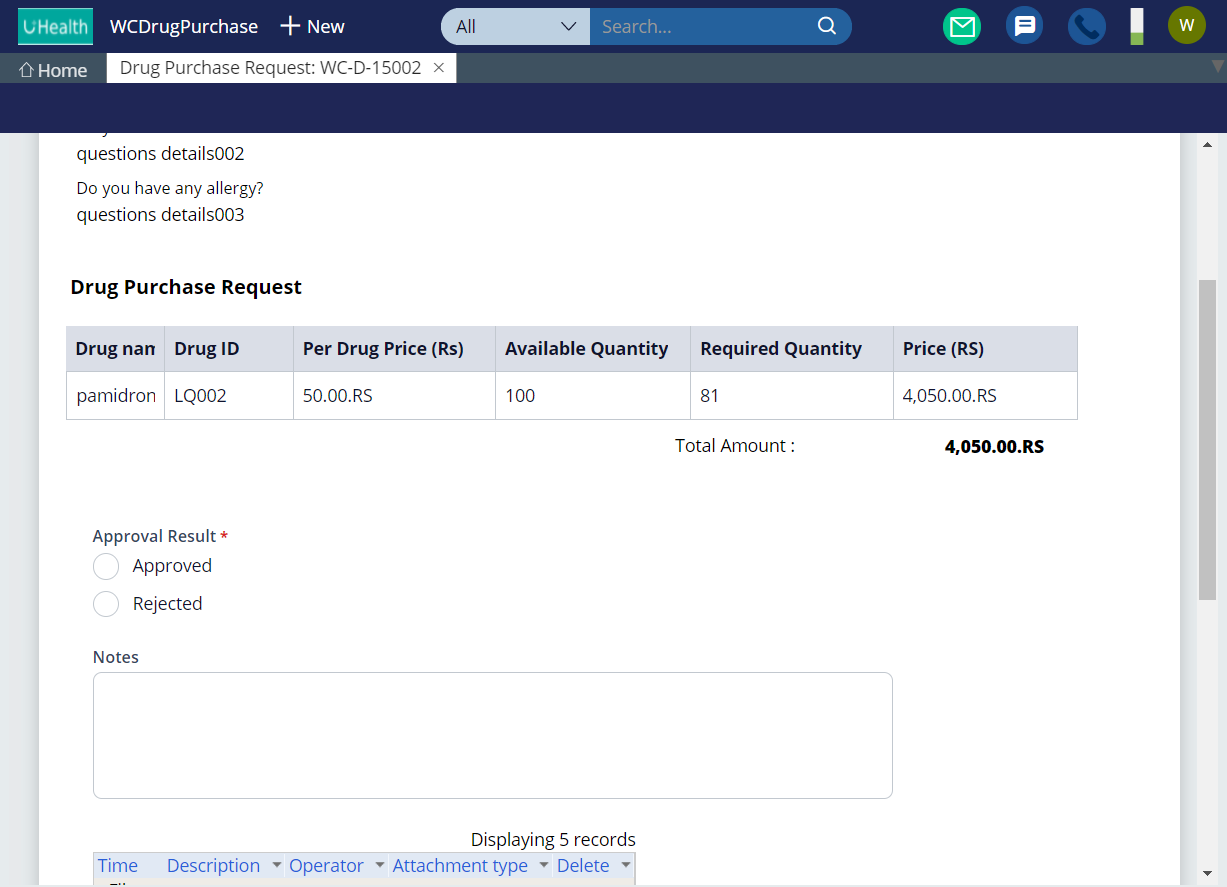 UHealth WCDrugPurchase + New All Search... W
Home Drug Purchase Request: WC-D-15002 ×
questions details002
Do you have any allergy?
questions details003
Drug Purchase Request
Drug nan Drug ID Per Drug Price (Rs) Available Quantity Required Quantity Price (RS)
pamidron LQ002 50.00.RS 100 81 4,050.00.RS
Total Amount : 4,050.00.RS
Approval Result *
Approved
Rejected
Notes
Displaying 5 records
Time Description Operator Attachment type Delete